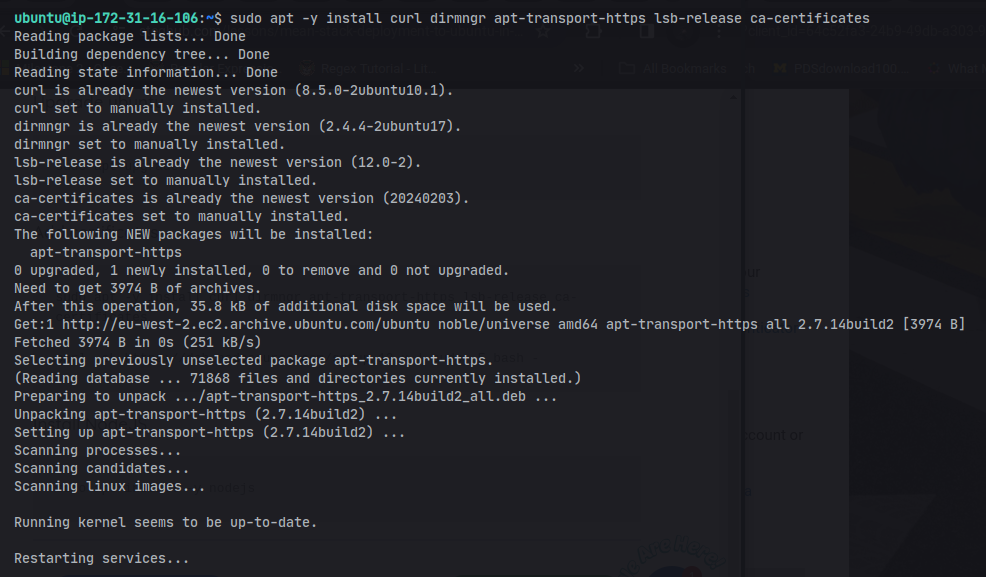 ubuntu@ip-172-31-16-106:~$ sudo apt -y install curl dirmngr apt-transport-https lsb-release ca-certificates
Reading package lists... Done
Building dependency tree... Done
Reading state information... Done
curl is already the newest version (8.5.0-2ubuntu10.1).
curl set to manually installed.
dirmngr is already the newest version (2.4.4-2ubuntu17).
dirmngr set to manually installed.
lsb-release is already the newest version (12.0-2).
lsb-release set to manually installed.
ca-certificates is already the newest version (20240203).
ca-certificates set to manually installed.
The following NEW packages will be installed:
  apt-transport-https
0 upgraded, 1 newly installed, 0 to remove and 0 not upgraded.
Need to get 3974 B of archives.
After this operation, 35.8 kB of additional disk space will be used.
Get:1 http://eu-west-2.ec2.archive.ubuntu.com/ubuntu noble/universe amd64 apt-transport-https all 2.7.14build2 [3974 B]
Fetched 3974 B in 0s (251 kB/s)
Selecting previously unselected package apt-transport-https.
(Reading database ... 71868 files and directories currently installed.)
Preparing to unpack .../apt-transport-https_2.7.14build2_all.deb ...
Unpacking apt-transport-https (2.7.14build2) ...
Setting up apt-transport-https (2.7.14build2) ...
Scanning processes...
Scanning candidates...
Scanning linux images...
Running kernel seems to be up-to-date.
Restarting services...
All Bookmarks